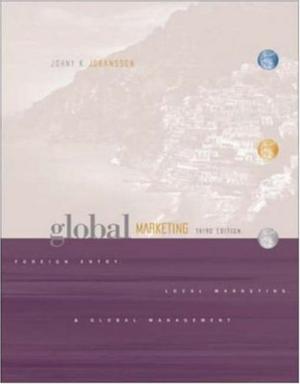 JOHNY K. JOHANSSON
global MARKETING THIRD EDITION
FOREIGN ENTRY,
LOCAL MARKETING,
& GLOBAL MANAGEMENT